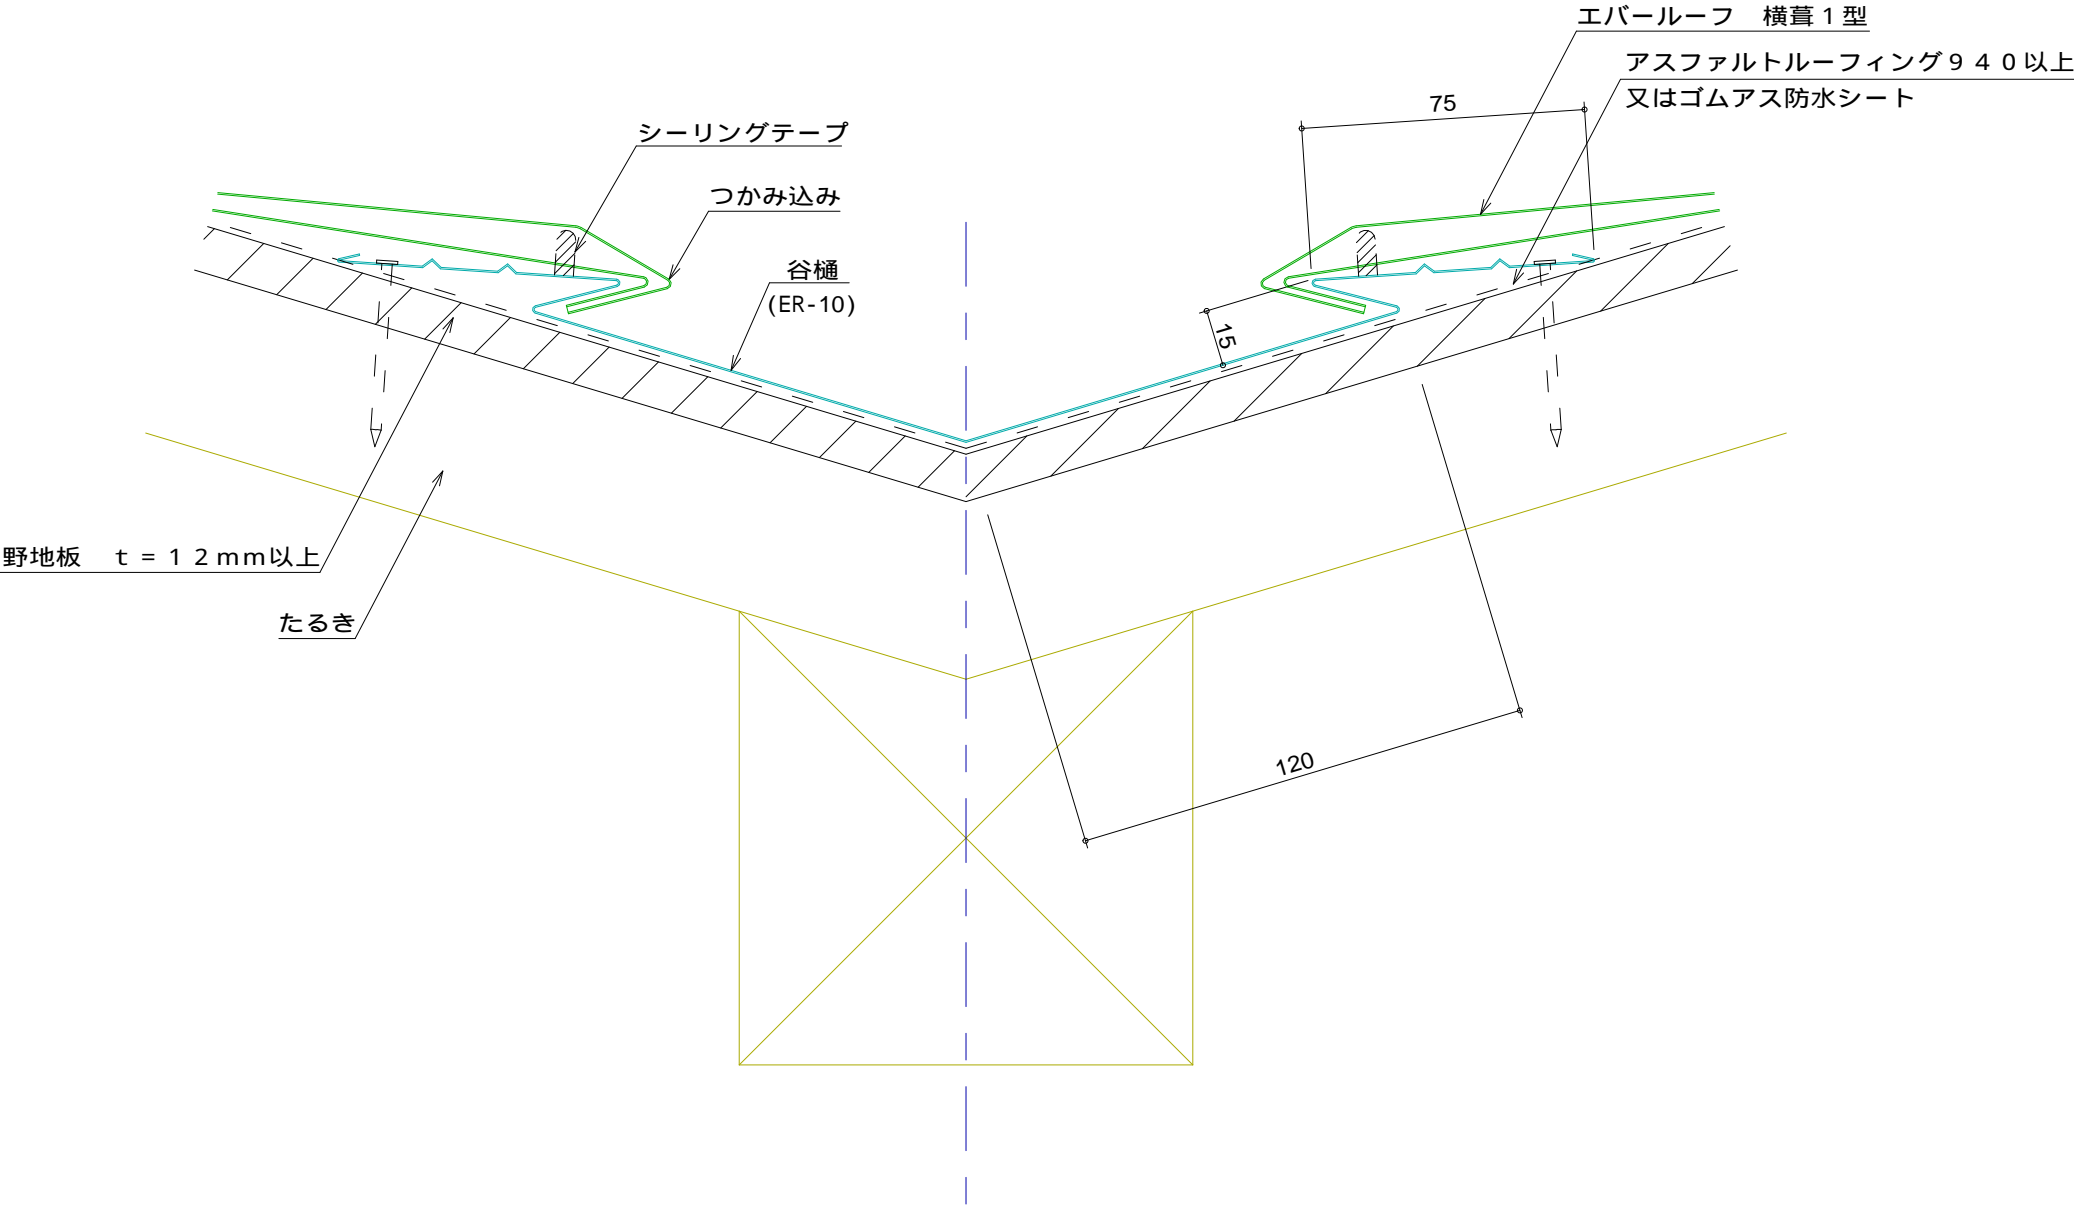 エバールーフ　横葺１型
アスファルトルーフィング９４０以上
又はゴムアス防水シート
75
シーリングテープ
つかみ込み
谷樋
(ER-10)
15
野地板　ｔ＝１２ｍｍ以上
たるき
120